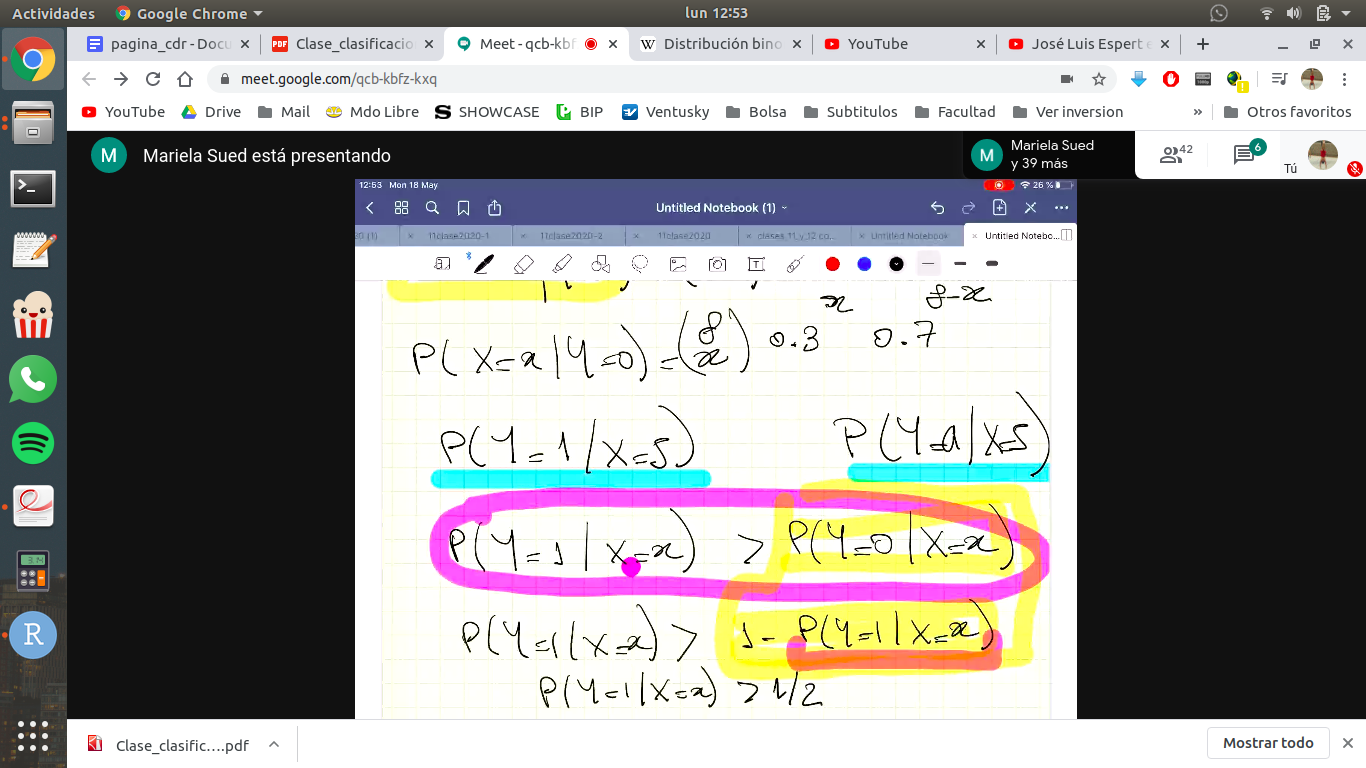 Actividades Google Chrome lun 12:53
pagina_cdr - Docu Clase_clasificacio Meet - qcb-kbf Distribución bino YouTube José Luis Espert e
meet.google.com/qcb-kbfz-kxq
YouTube Drive Mail Mdo Libre SHOWCASE BIP Ventusky Bolsa Subtitulos Facultad Ver inversion » Otros favoritos
M Mariela Sued está presentando
M Mariela Sued
y 39 más
42 6 Tú
12:53 Mon 18 May 26 %
Untitled Notebook (1)
11clase2020-1 11clase2020-2 11clase2020 clases_11_y_12 co... Untitled Notebook Untitled Notebo...
x 8-x
P(X=x|Y=0)=(8 x) 0.3 0.7
P(Y=1/X=5) P(Y=1|X=5)
P(Y=1|X=x) > P(Y=0|X=x)
P(Y=1|X=x) > 1-P(Y=1|X=x)
P(Y=1|X=x) > 1/2
Clase_clasific....pdf Mostrar todo